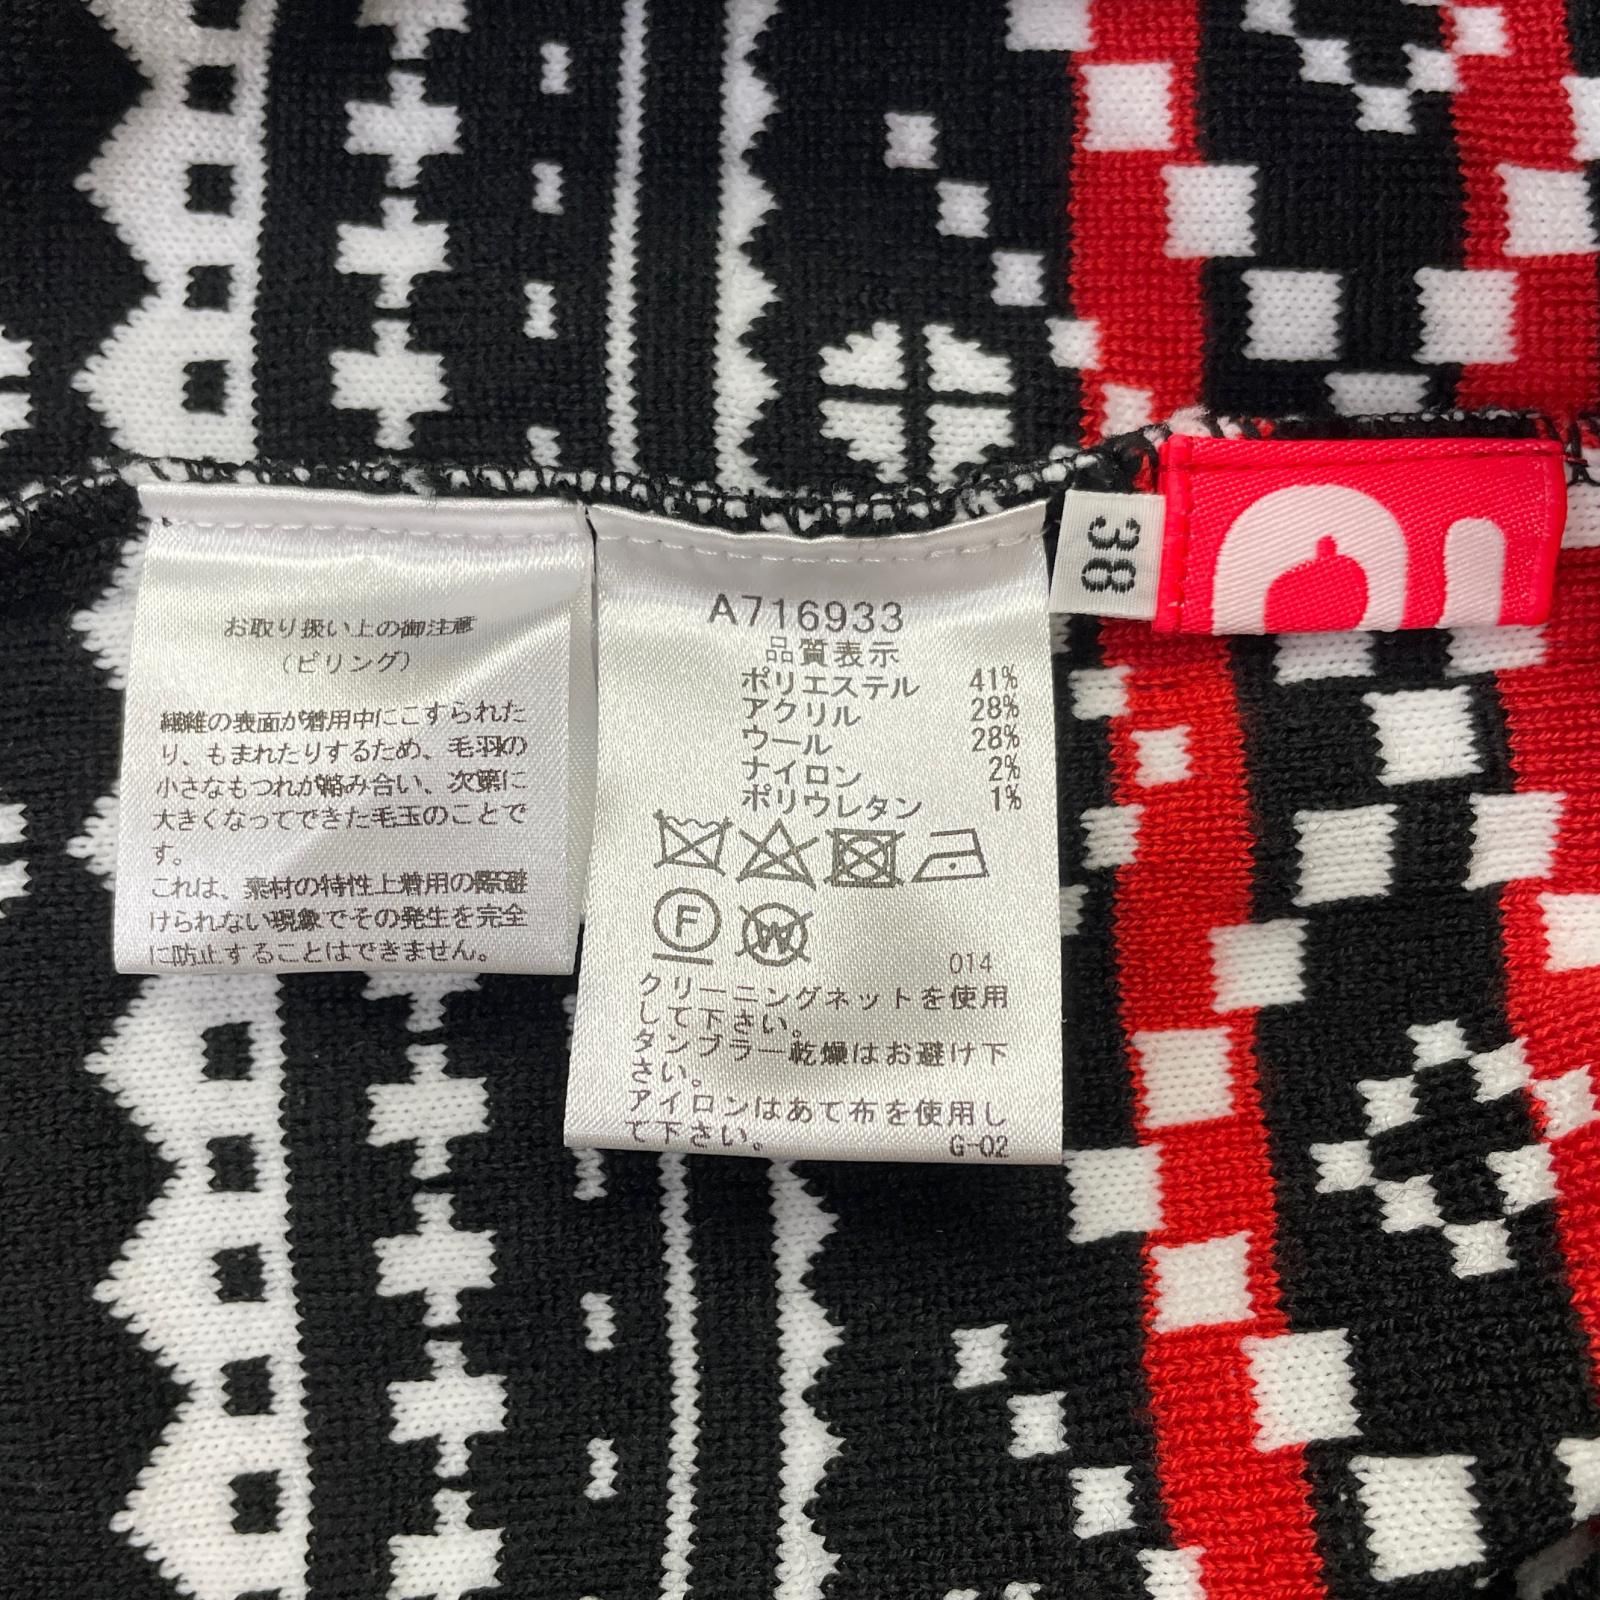 お取り扱い上の御注意
（ピリング）
繊維の表面が着用中にこすられた
り、もまれたりするため、毛羽の
小さなもつれが絡み合い、次第に
大きくなってできた毛玉のことで
す。
これは、素材の特性上着用の際避
けられない現象でその発生を完全
に防止することはできません。
A716933
品質表示
ポリエステル 41%
アクリル 28%
ウール 28%
ナイロン 2%
ポリウレタン 1%
F W
014
クリーニングネットを使用
して下さい。
タンブラー乾燥はお避け下
さい。
アイロンはあて布を使用し
て下さい。
G-02
38